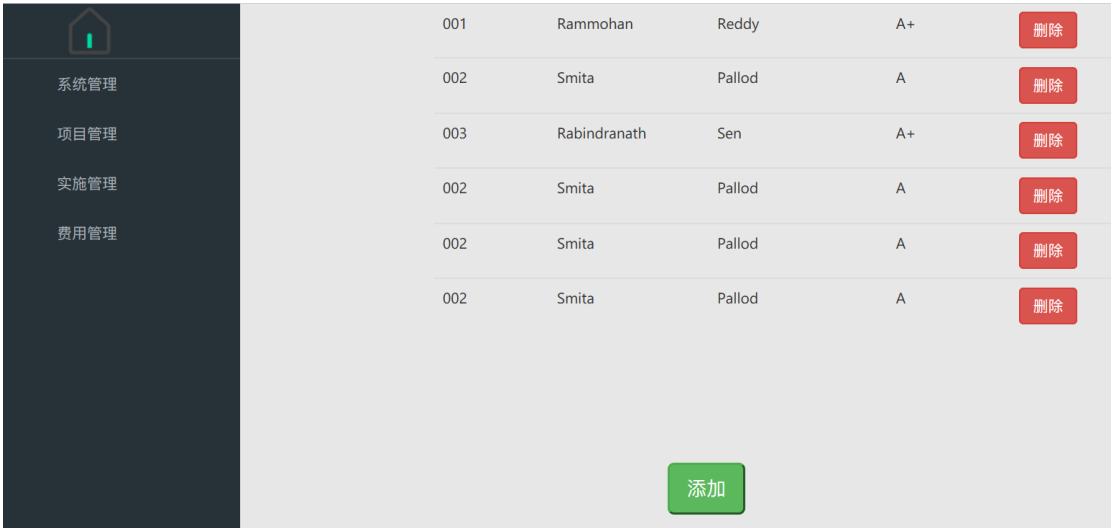 系统管理
项目管理
实施管理
费用管理
001 Rammohan Reddy A+ 删除
002 Smita Pallod A 删除
003 Rabindranath Sen A+ 删除
002 Smita Pallod A 删除
002 Smita Pallod A 删除
002 Smita Pallod A 删除
添加